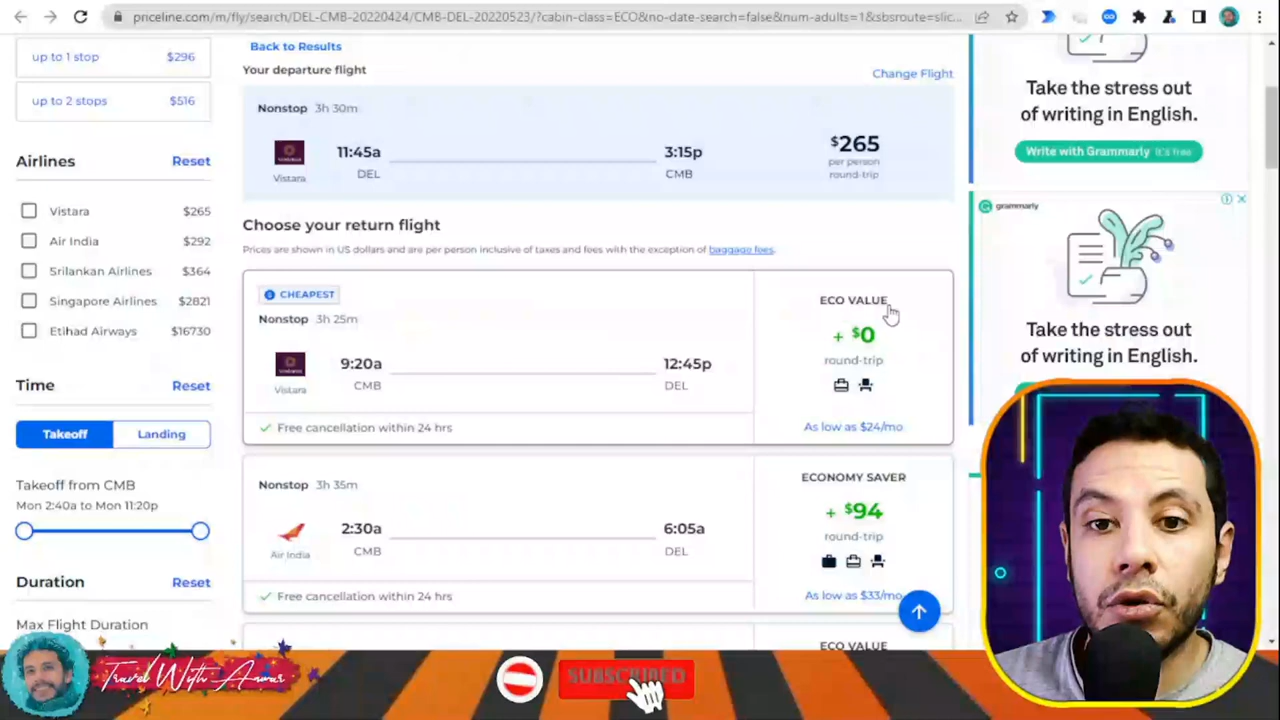 priceline.com/m/fly/search/DEL-CMB-20220424/CMB-DEL-20220523/?cabin-class=ECO&no-date-search=false&num-adults=1&sbsroute=slic...
up to 1 stop $296
up to 2 stops $516
Airlines Reset
Vistara $265
Air India $292
Srilankan Airlines $364
Singapore Airlines $2821
Etihad Airways $16730
Time Reset
Takeoff Landing
Takeoff from CMB
Mon 2:40a to Mon 11:20p
Duration Reset
Max Flight Duration
Back to Results
Your departure flight
Change Flight
Nonstop 3h 30m
11:45a 3:15p $265
per person
Vistara DEL CMB round-trip
Choose your return flight
Prices are shown in US dollars and are per person inclusive of taxes and fees with the exception of baggage fees.
CHEAPEST
ECO VALUE
Nonstop 3h 25m
+ $0
9:20a 12:45p round-trip
Vistara CMB DEL
Free cancellation within 24 hrs
As low as $24/mo
Nonstop 3h 35m
ECONOMY SAVER
+ $94
2:30a 6:05a round-trip
Air India CMB DEL
Free cancellation within 24 hrs
As low as $33/mo
ECO VALUE
Take the stress out
of writing in English.
Write with Grammarly It's free
grammarly
Take the stress out
of writing in English.
Travel With Anwar
SUBSCRIBED